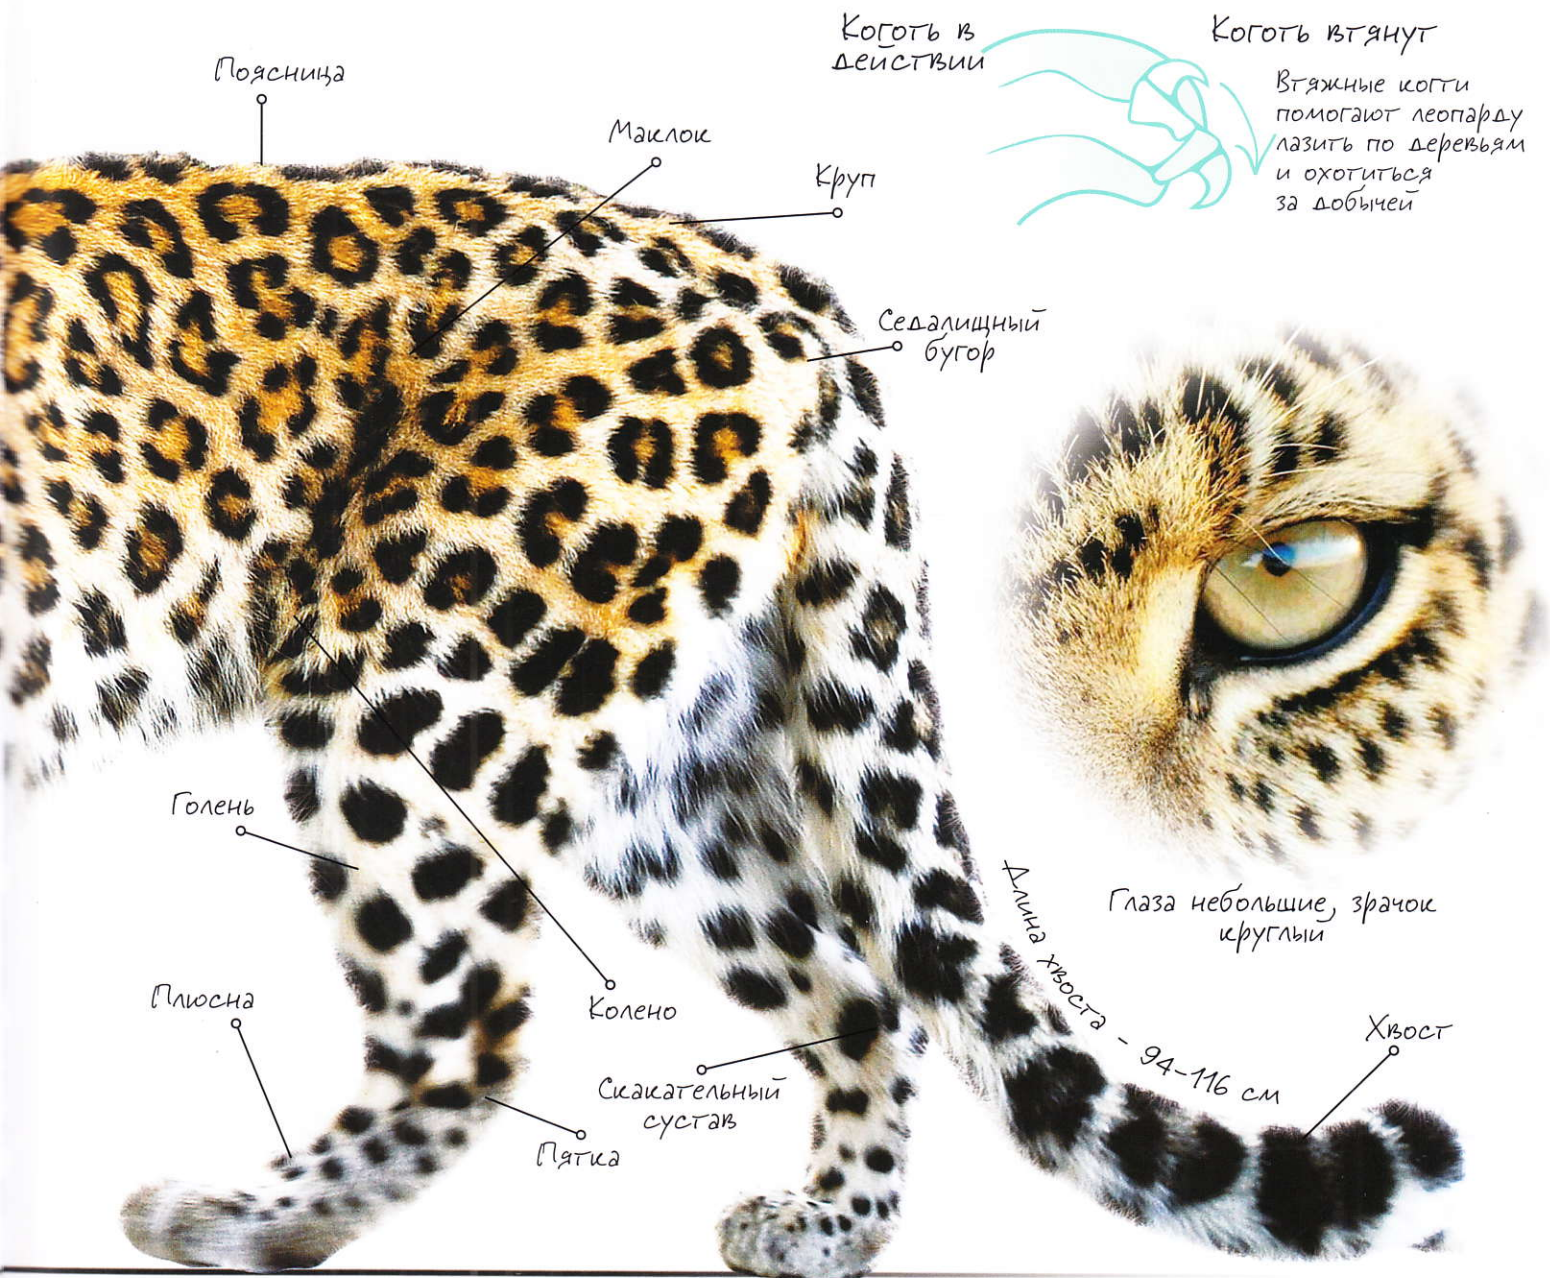 Коготь в
действии
Коготь втянут
Втяжные когти
помогают леопарду
лазить по деревьям
и охотиться
за добычей
Поясница
Маклок
Круп
Седалищный
бугор
Глаза небольшие, зрачок
круглый
Голень
Длина хвоста - 94-116 см
Плюсна
Колено
Хвост
Скакательный
сустав
Пятка